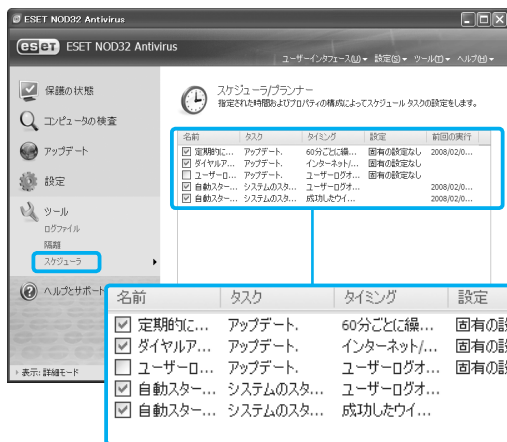 ESET NOD32 Antivirus
eset ESET NOD32 Antivirus
ユーザーインタフェース(U) 設定(S) ツール(T) ヘルプ(H)
保護の状態
コンピュータの検査
アップデート
設定
ツール
ログファイル
隔離
スケジューラ
ヘルプとサポート
表示: 詳細モード
スケジューラ/プランナー
指定された時間およびプロパティの構成によってスケジュール タスクの設定をします。
名前 タスク タイミング 設定 前回の実行
定期的に... アップデート. 60分ごとに繰... 固有の設定なし 2008/02/0...
ダイヤルア... アップデート. インターネット/... 固有の設定なし
ユーザーロ... アップデート. ユーザーログオ... 固有の設定なし
自動スター... システムのスタ... ユーザーログオ... 2008/02/0...
自動スター... システムのスタ... 成功したウイ... 2008/02/0...
名前 タスク タイミング 設定
定期的に... アップデート. 60分ごとに繰... 固有の設
ダイヤルア... アップデート. インターネット/... 固有の設
ユーザーロ... アップデート. ユーザーログオ... 固有の設
自動スター... システムのスタ... ユーザーログオ...
自動スター... システムのスタ... 成功したウイ...